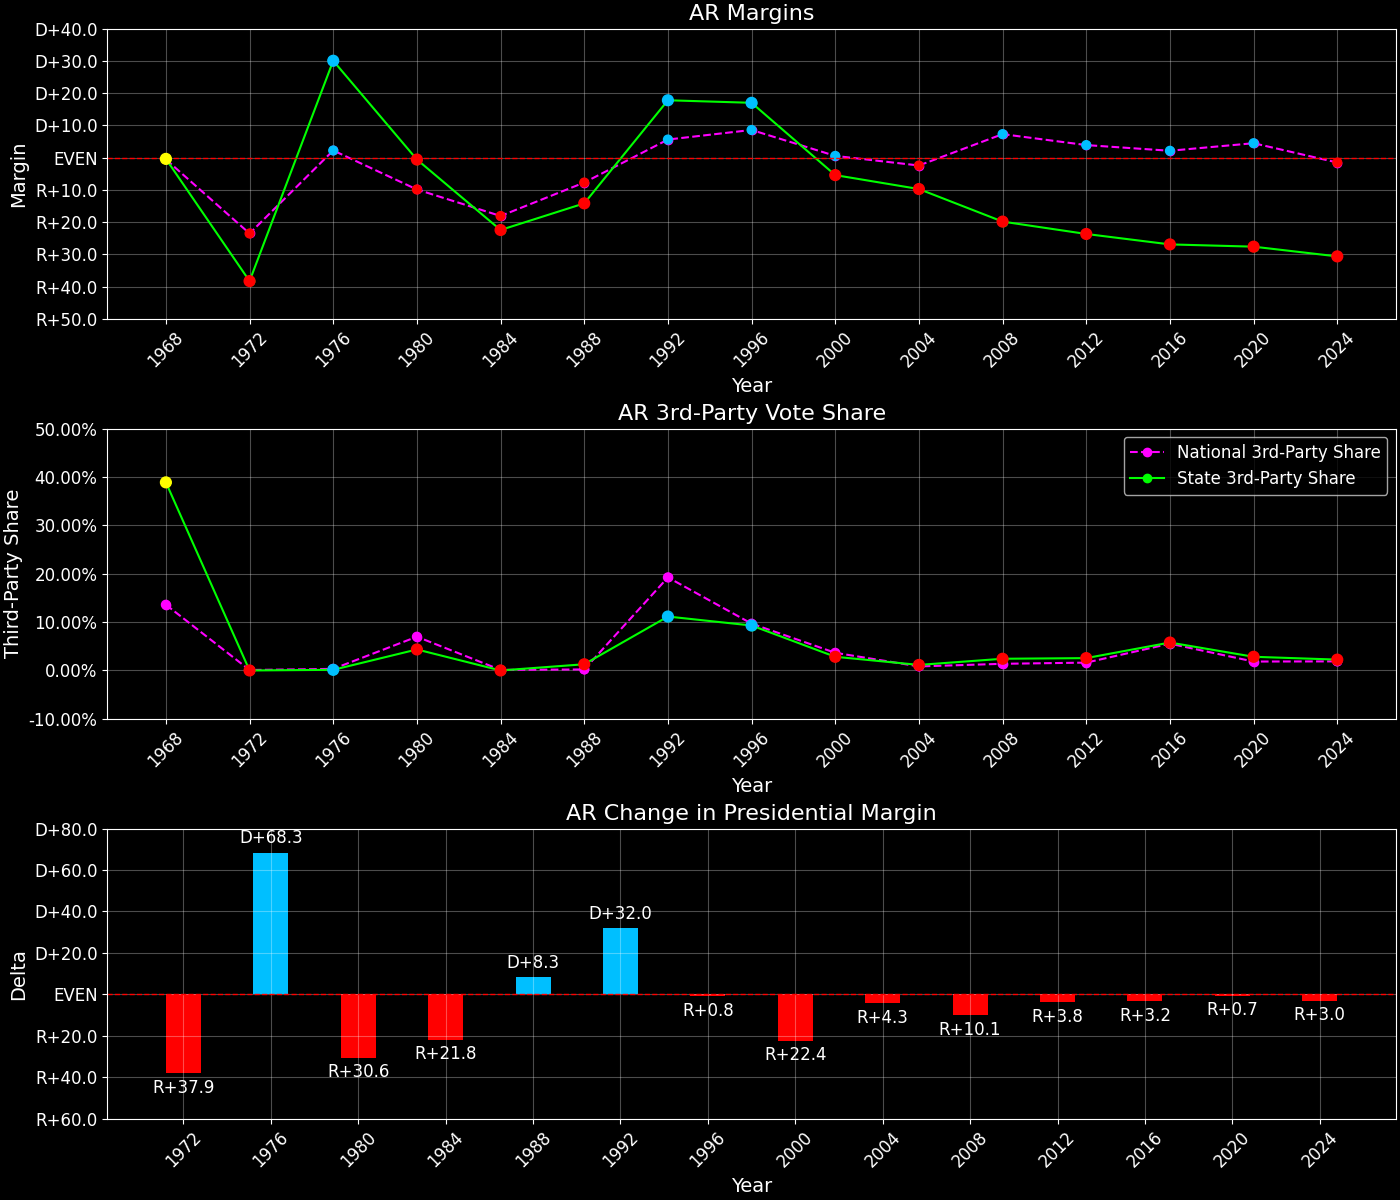 AR Margins
D+40.0
D+30.0
D+20.0
D+10.0
EVEN
R+10.0
R+20.0
R+30.0
R+40.0
R+50.0
Margin
1968 1972 1976 1980 1984 1988 1992 1996 2000 2004 2008 2012 2016 2020 2024
Year
AR 3rd-Party Vote Share
50.00%
40.00%
30.00%
20.00%
10.00%
0.00%
-10.00%
Third-Party Share
National 3rd-Party Share
State 3rd-Party Share
1968 1972 1976 1980 1984 1988 1992 1996 2000 2004 2008 2012 2016 2020 2024
Year
AR Change in Presidential Margin
D+80.0
D+60.0
D+40.0
D+20.0
EVEN
R+20.0
R+40.0
R+60.0
Delta
R+37.9
D+68.3
R+30.6
R+21.8
D+8.3
D+32.0
R+0.8
R+22.4
R+4.3
R+10.1
R+3.8
R+3.2
R+0.7
R+3.0
1972 1976 1980 1984 1988 1992 1996 2000 2004 2008 2012 2016 2020 2024
Year